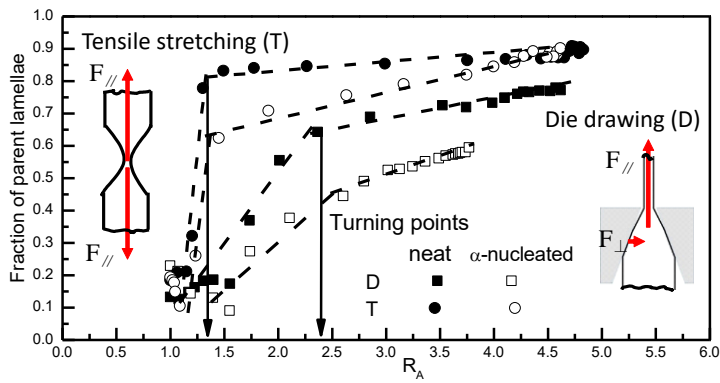 Tensile stretching (T)
F//
F//
Die drawing (D)
F//
F⊥
Turning points
neat α-nucleated
D
T
Fraction of parent lamellae
0.9
0.8
0.7
0.6
0.5
0.4
0.3
0.2
0.1
0.0
0.0 0.5 1.0 1.5 2.0 2.5 3.0 3.5 4.0 4.5 5.0 5.5 6.0
R_A